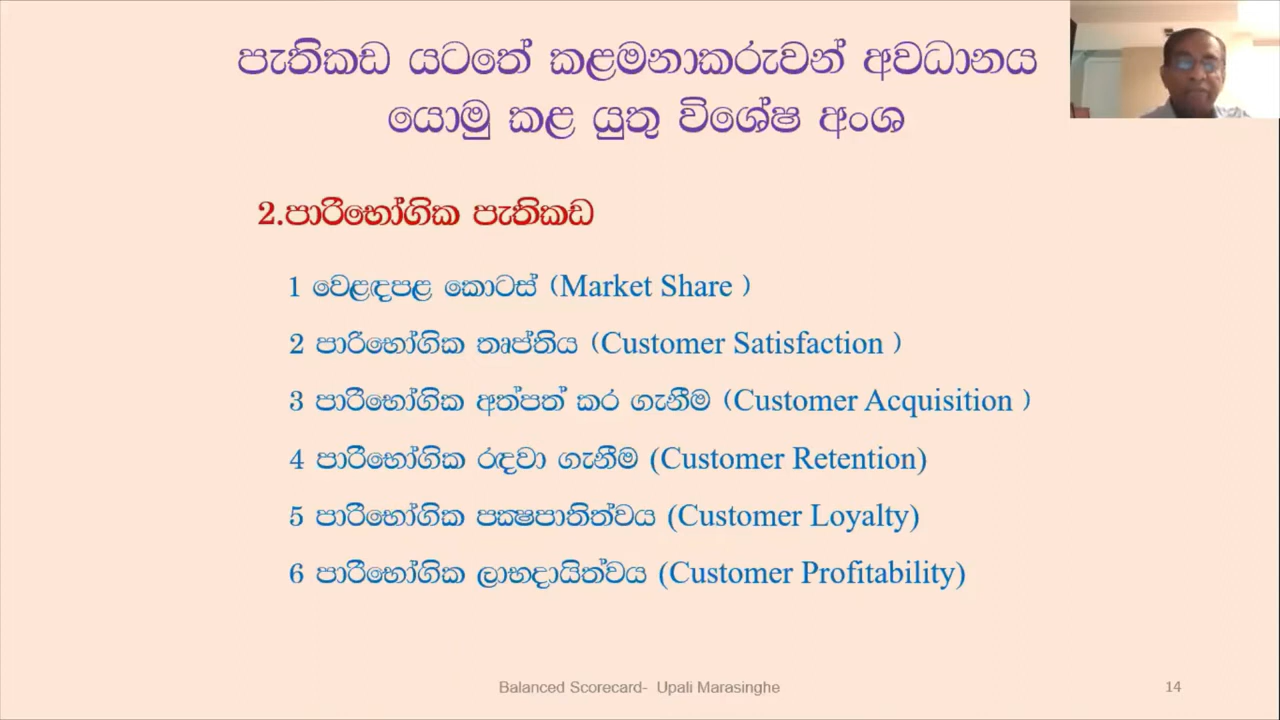 පැතිකඩ යටතේ කළමනාකරුවන් අවධානය
යොමු කළ යුතු විශේෂ අංශ
2.පාරිභෝගික පැතිකඩ
1 වෙළඳපළ කොටස් (Market Share )
2 පාරිභෝගික තෘප්තිය (Customer Satisfaction )
3 පාරිභෝගික අත්පත් කර ගැනීම (Customer Acquisition )
4 පාරිභෝගික රඳවා ගැනීම (Customer Retention)
5 පාරිභෝගික පක්‍ෂපාතිත්වය (Customer Loyalty)
6 පාරිභෝගික ලාභදායිත්වය (Customer Profitability)
Balanced Scorecard- Upali Marasinghe
14